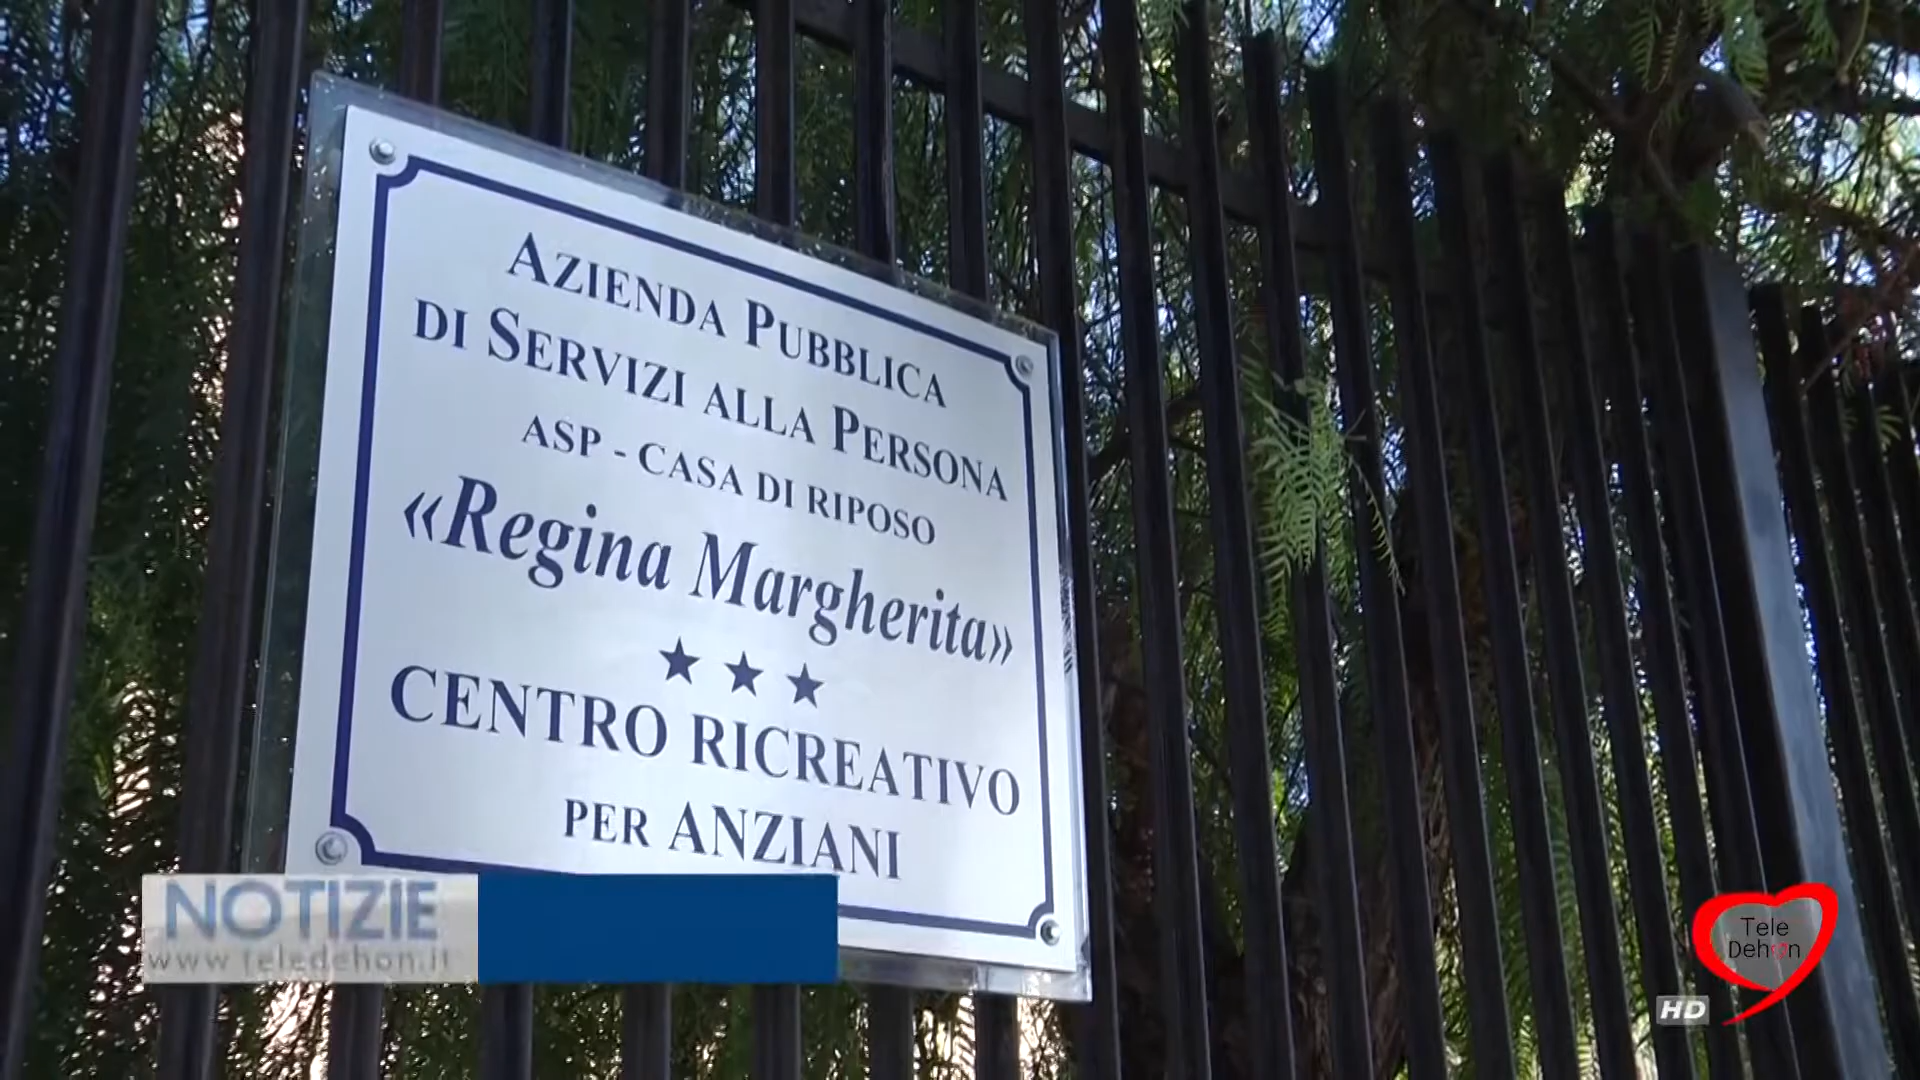 AZIENDA PUBBLICA
DI SERVIZI ALLA PERSONA
ASP - CASA DI RIPOSO
«Regina Margherita»
★ ★ ★
CENTRO RICREATIVO
PER ANZIANI
NOTIZIE
www.teledehon.it
Tele
Dehon
HD